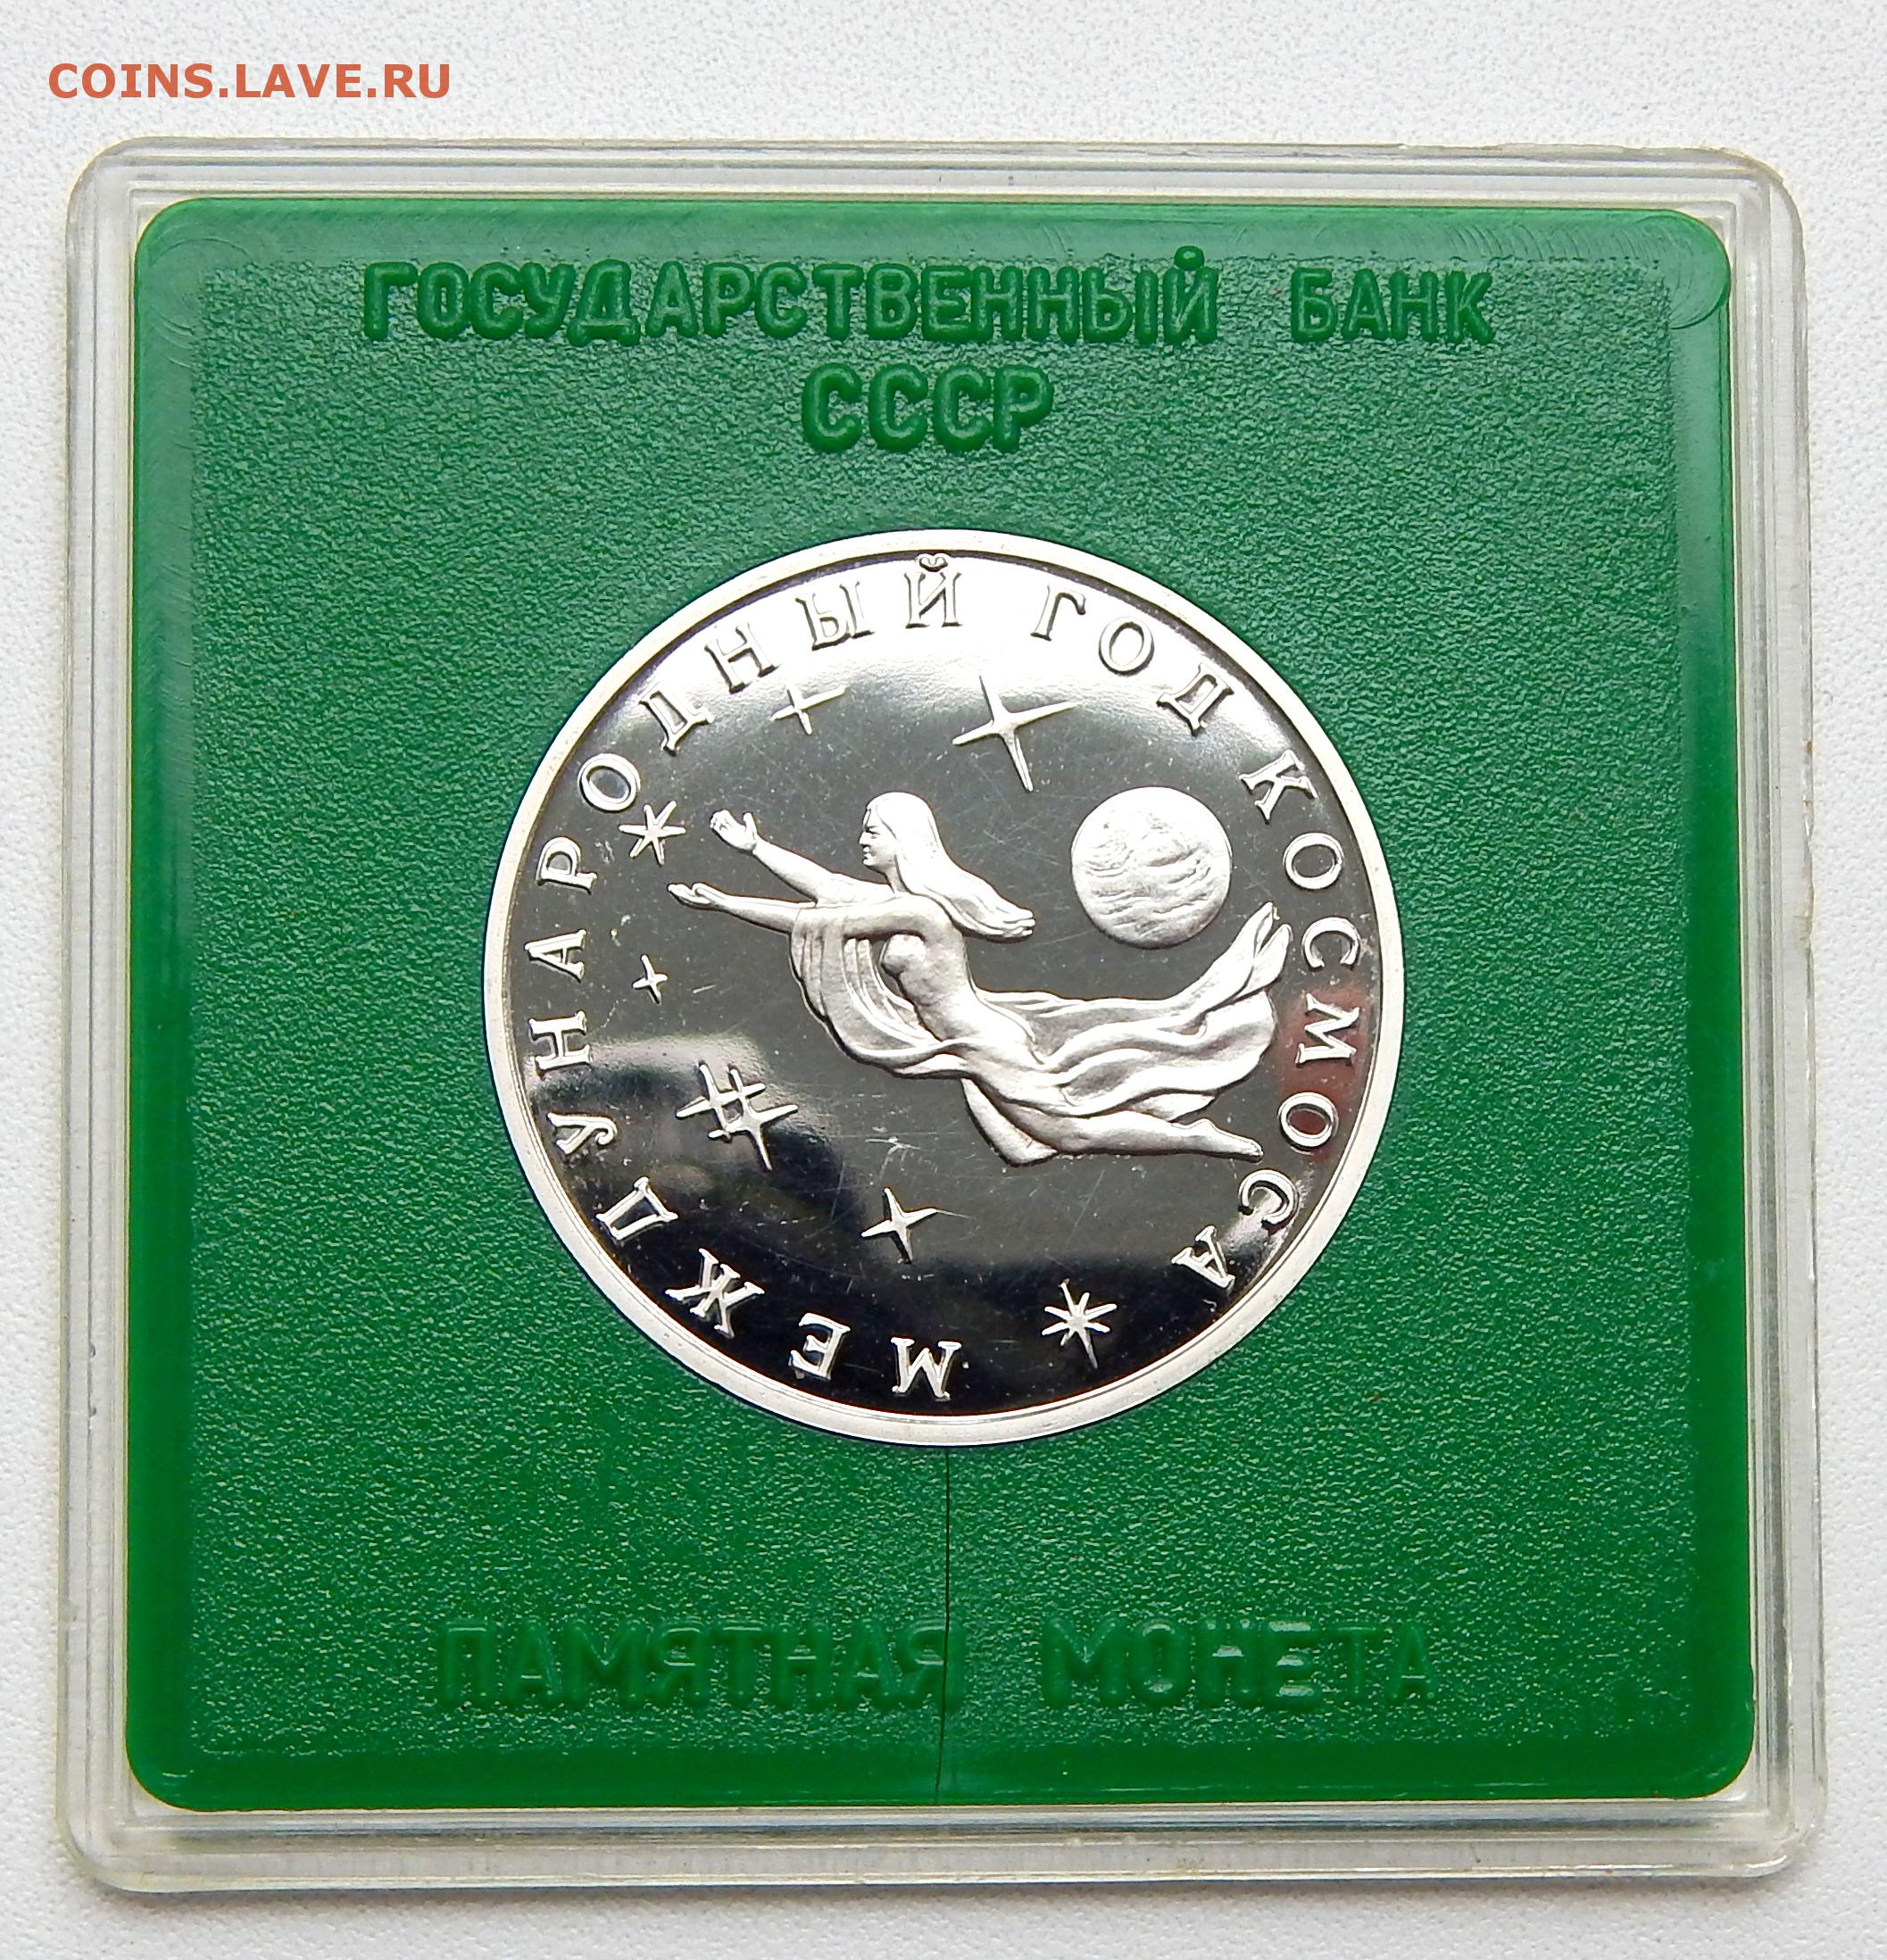 COINS.LAVE.RU
ГОСУДАРСТВЕННЫЙ БАНК
СССР
МЕЖДУНАРОДНЫЙ ГОД КОСМОСА
ПАМЯТНАЯ МОНЕТА